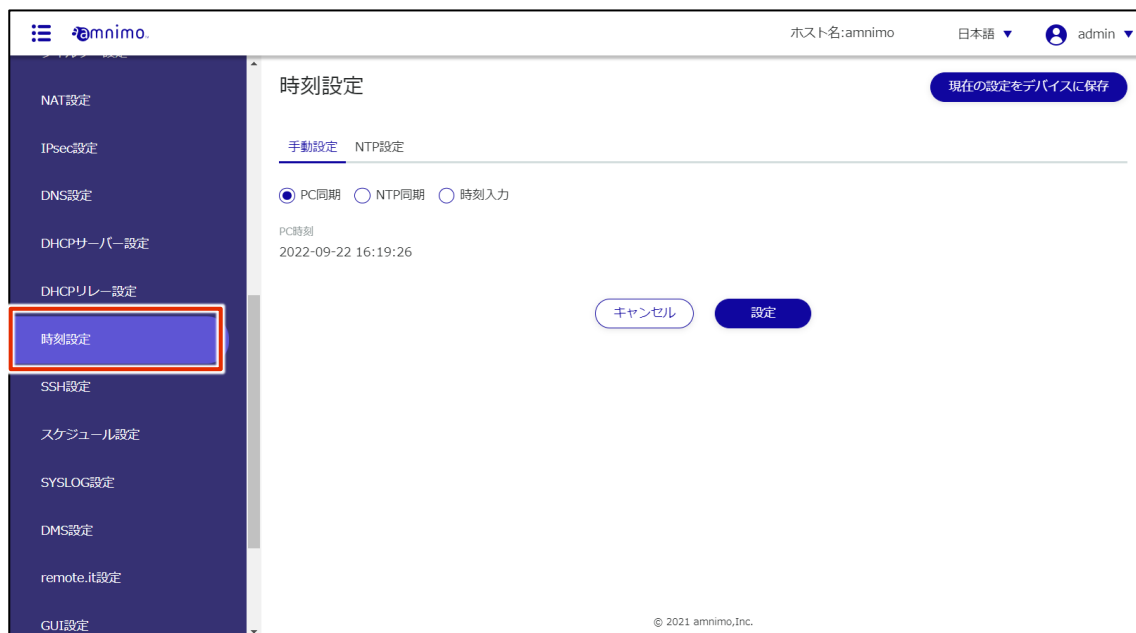 amnimo
ホスト名:amnimo
日本語 ▼
admin ▼
NAT設定
IPsec設定
DNS設定
DHCPサーバー設定
DHCPリレー設定
時刻設定
SSH設定
スケジュール設定
SYSLOG設定
DMS設定
remote.it設定
GUI設定
時刻設定
現在の設定をデバイスに保存
手動設定 NTP設定
PC同期 NTP同期 時刻入力
PC時刻
2022-09-22 16:19:26
キャンセル 設定
© 2021 amnimo,Inc.